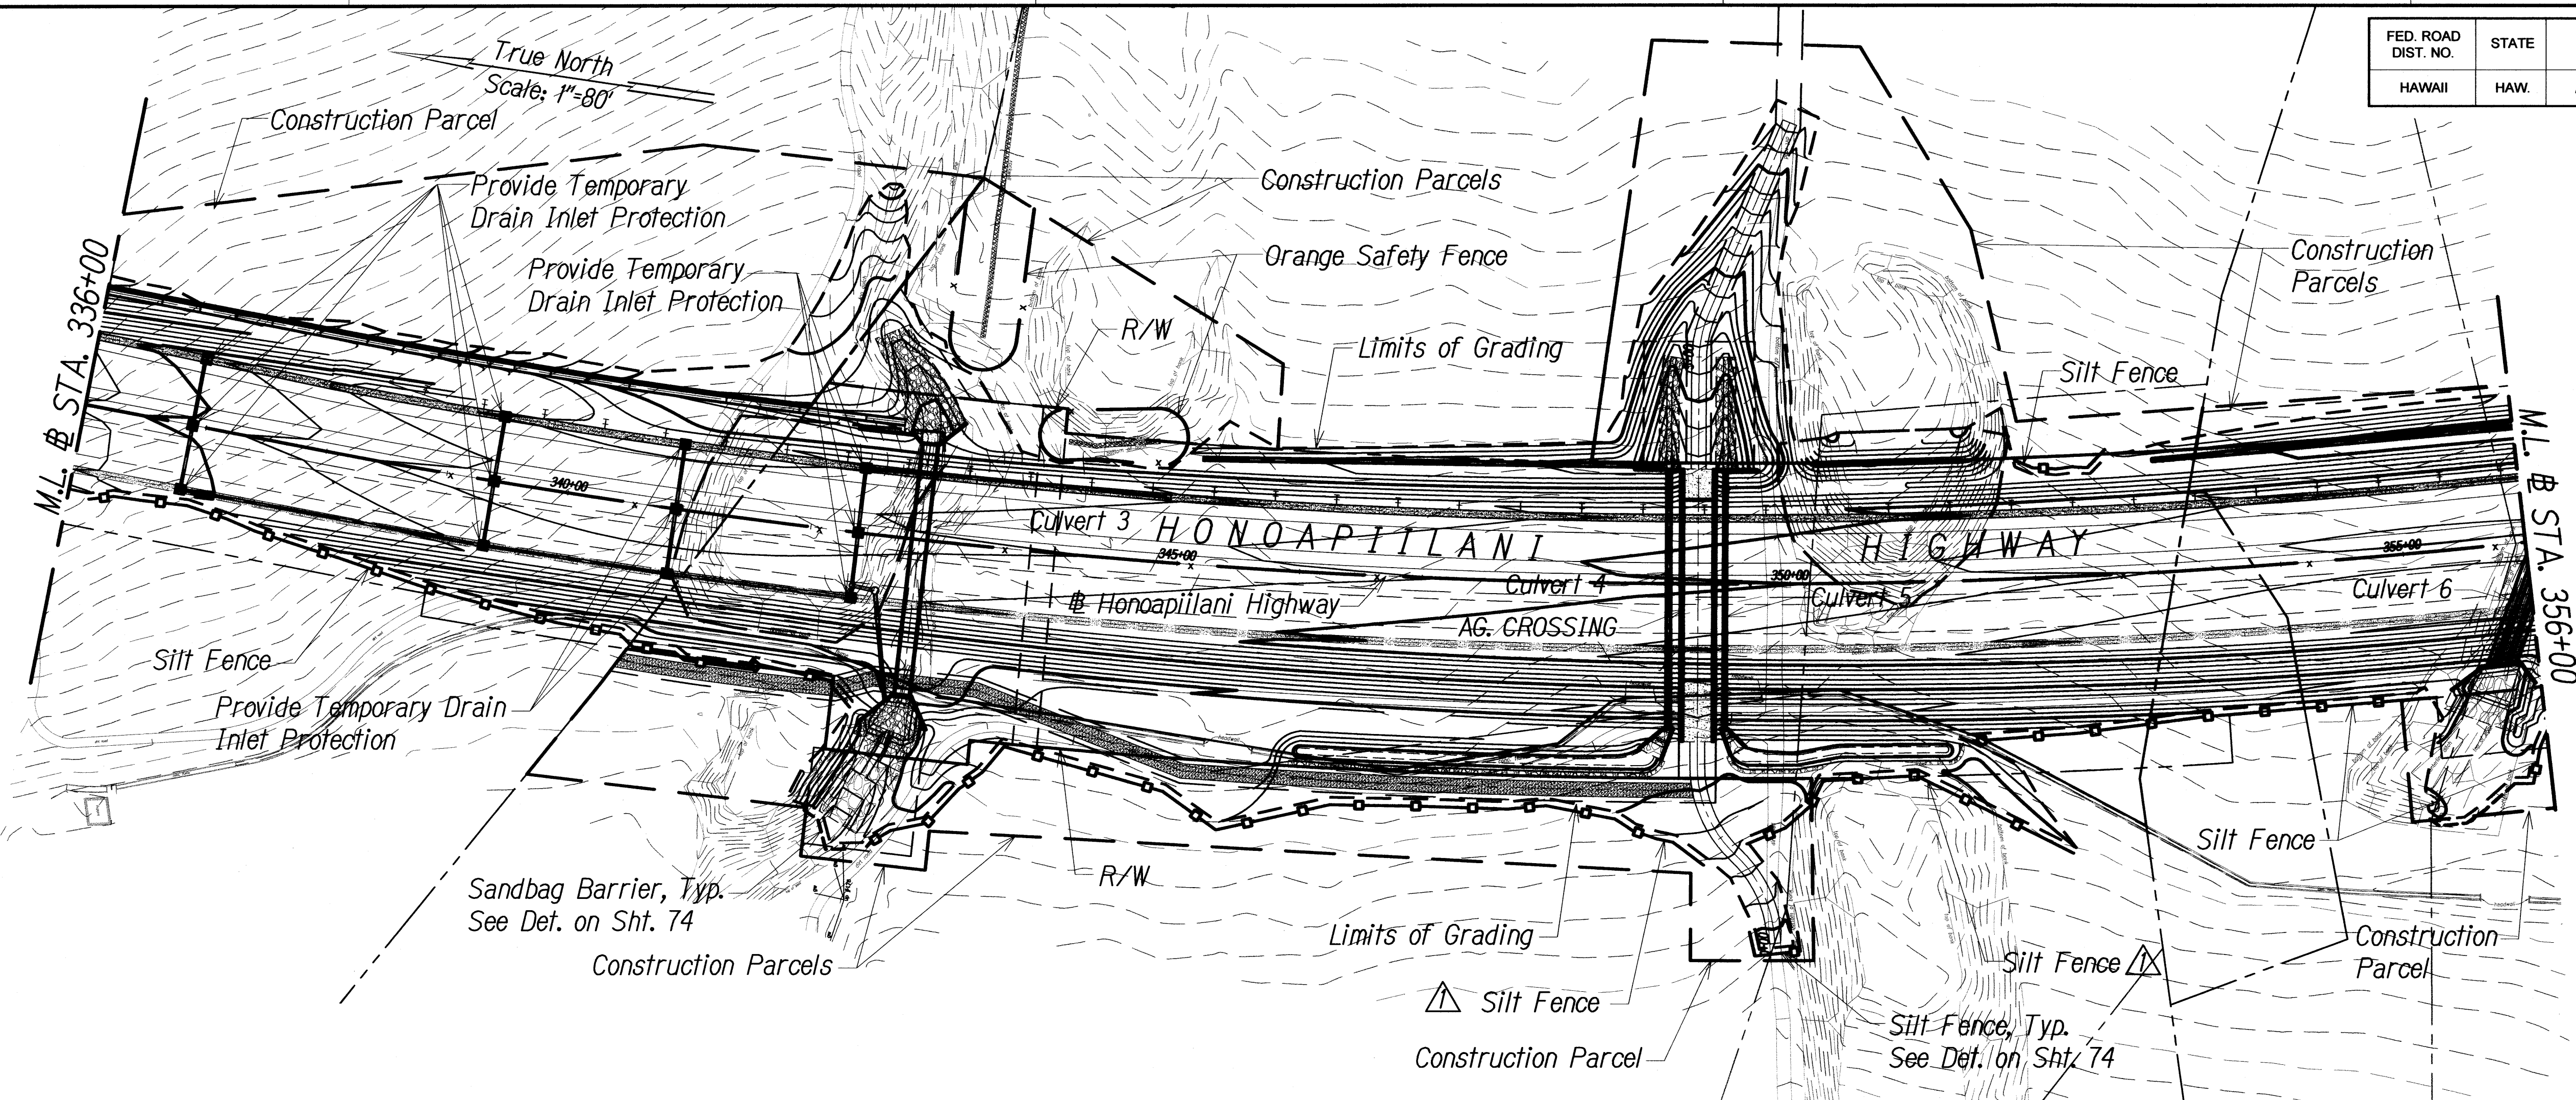 FED. ROAD
DIST. NO.
STATE
HAWAII
HAW.
True North
Scale: 1"=80'
Construction Parcel
Provide Temporary
Drain Inlet Protection
Construction Parcels
Provide Temporary
Drain Inlet Protection
Orange Safety Fence
R/W
Limits of Grading
Construction
Parcels
Silt Fence
M.L. BL STA. 336+00
340+00
Culvert 3
HONOAPIILANI HIGHWAY
345+00
350+00
355+00
Culvert 4
Culvert 5
Culvert 6
BL Honoapiilani Highway
AG. CROSSING
M.L. BL STA. 356+00
Silt Fence
Provide Temporary Drain
Inlet Protection
Sandbag Barrier, Typ.
See Det. on Sht. 74
Construction Parcels
R/W
Limits of Grading
1 Silt Fence
Construction Parcel
Silt Fence 1
Silt Fence, Typ.
See Det. on Sht. 74
Silt Fence
Construction
Parcel